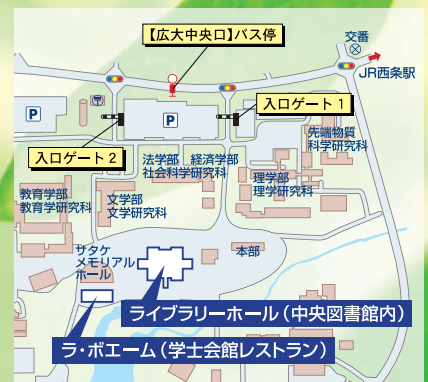 【広大中央口】バス停
交番
JR西条駅
P
〒
P
入口ゲート1
入口ゲート2
法学部 経済学部
社会科学研究科
先端物質
科学研究科
理学部
理学研究科
教育学部
教育学研究科
文学部
文学研究科
サタケ
メモリアル
ホール
本部
ライブラリーホール（中央図書館内）
ラ・ボエーム（学士会館レストラン）